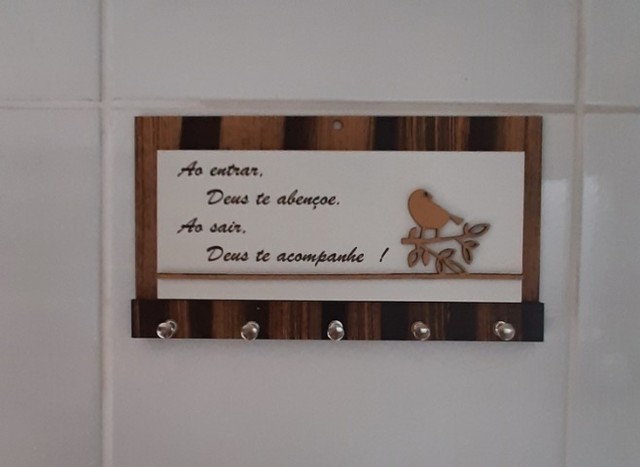 Ao entrar,
Deus te abençoe.
Ao sair,
Deus te acompanhe !